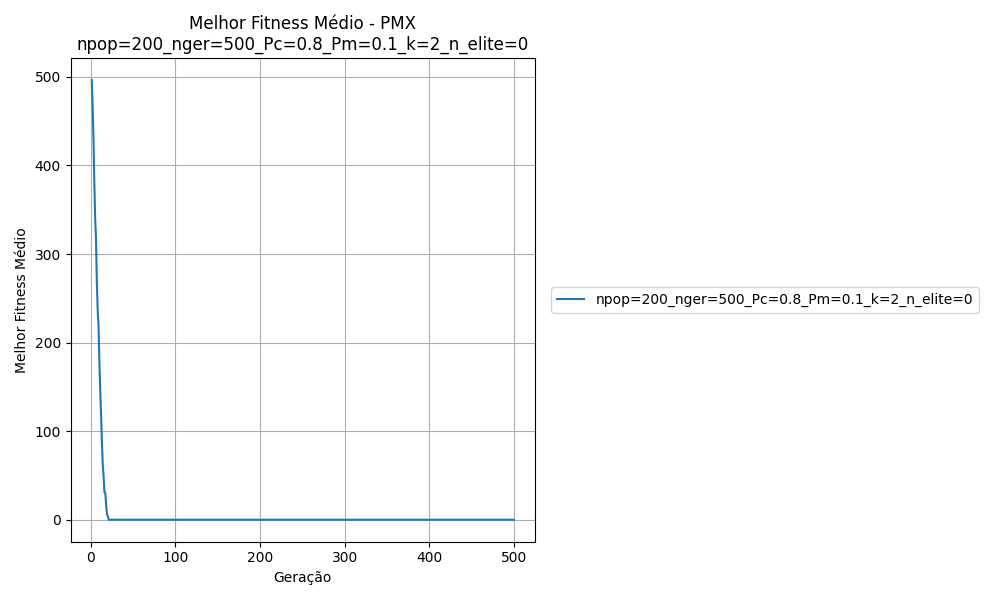 Melhor Fitness Médio - PMX
npop=200_nger=500_Pc=0.8_Pm=0.1_k=2_n_elite=0
Melhor Fitness Médio
500
400
300
200
100
0
0 100 200 300 400 500
Geração
npop=200_nger=500_Pc=0.8_Pm=0.1_k=2_n_elite=0